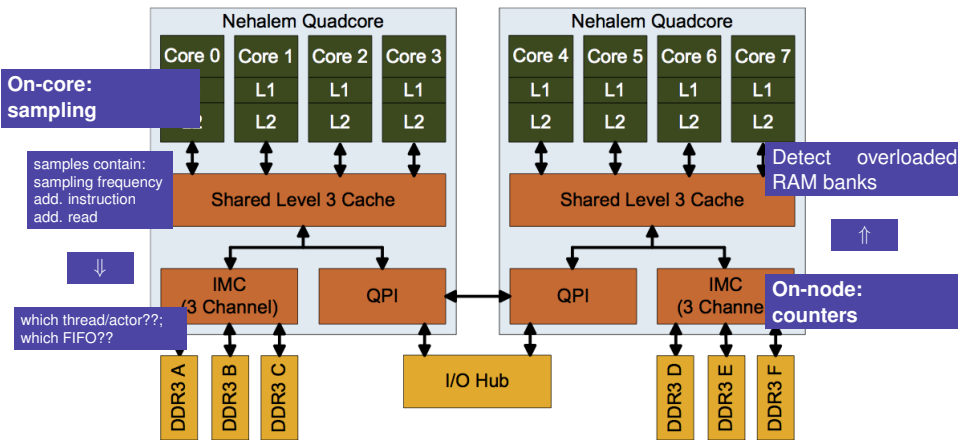 Nehalem Quadcore
Nehalem Quadcore
Core 0
Core 1
Core 2
Core 3
Core 4
Core 5
Core 6
Core 7
On-core:
sampling
L1
L1
L1
L1
L1
L1
L1
L2
L2
L2
L2
L2
L2
L2
L2
samples contain:
sampling frequency
add. instruction
add. read
Detect overloaded
RAM banks
Shared Level 3 Cache
Shared Level 3 Cache
⇓
⇑
IMC
(3 Channel)
QPI
QPI
IMC
(3 Channel)
On-node:
counters
which thread/actor??;
which FIFO??
DDR3 A
DDR3 B
DDR3 C
I/O Hub
DDR3 D
DDR3 E
DDR3 F